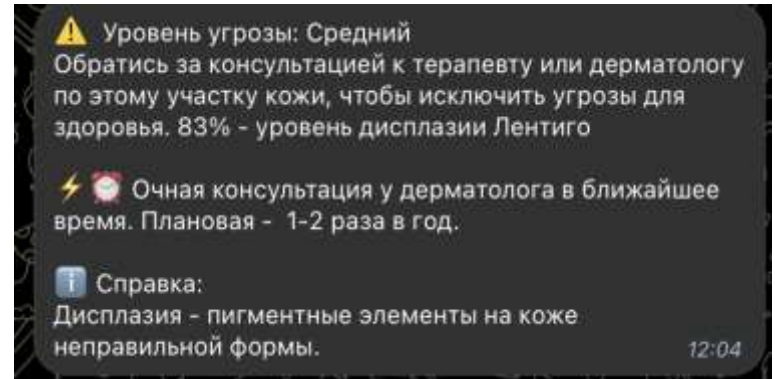 ⚠️ Уровень угрозы: Средний
Обратись за консультацией к терапевту или дерматологу
по этому участку кожи, чтобы исключить угрозы для
здоровья. 83% - уровень дисплазии Лентиго
⚡⏰ Очная консультация у дерматолога в ближайшее
время. Плановая - 1-2 раза в год.
ℹ️ Справка:
Дисплазия - пигментные элементы на коже
неправильной формы.
12:04